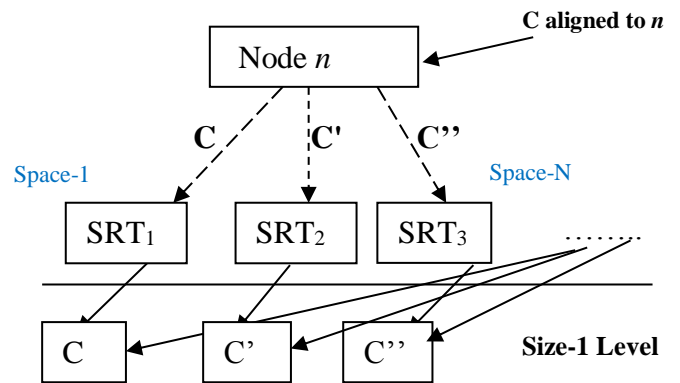 C aligned to n
Node n
C C' C’’
Space-1 Space-N
SRT1 SRT2 SRT3
........
C C' C’’ Size-1 Level